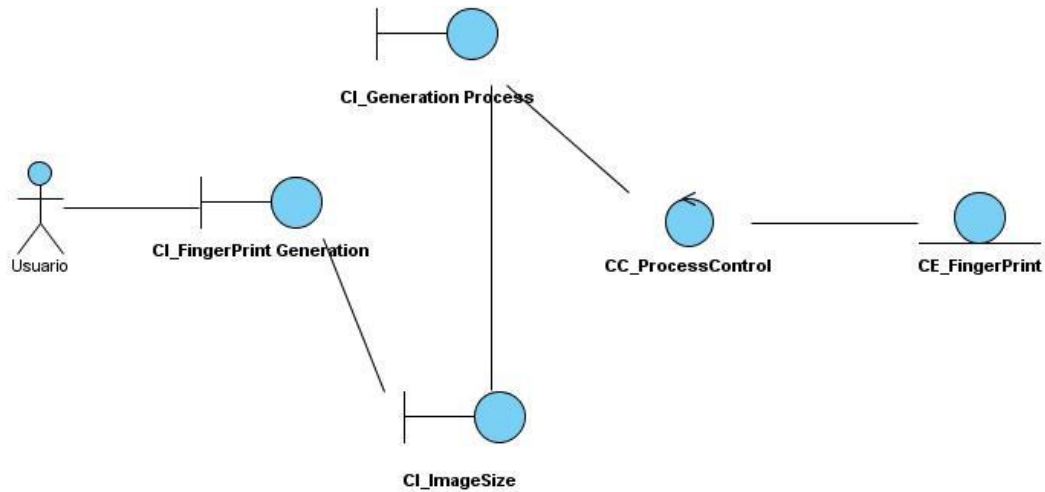 CI_Generation Process
CI_FingerPrint Generation
Usuario
CC_ProcessControl
CE_FingerPrint
CI_ImageSize